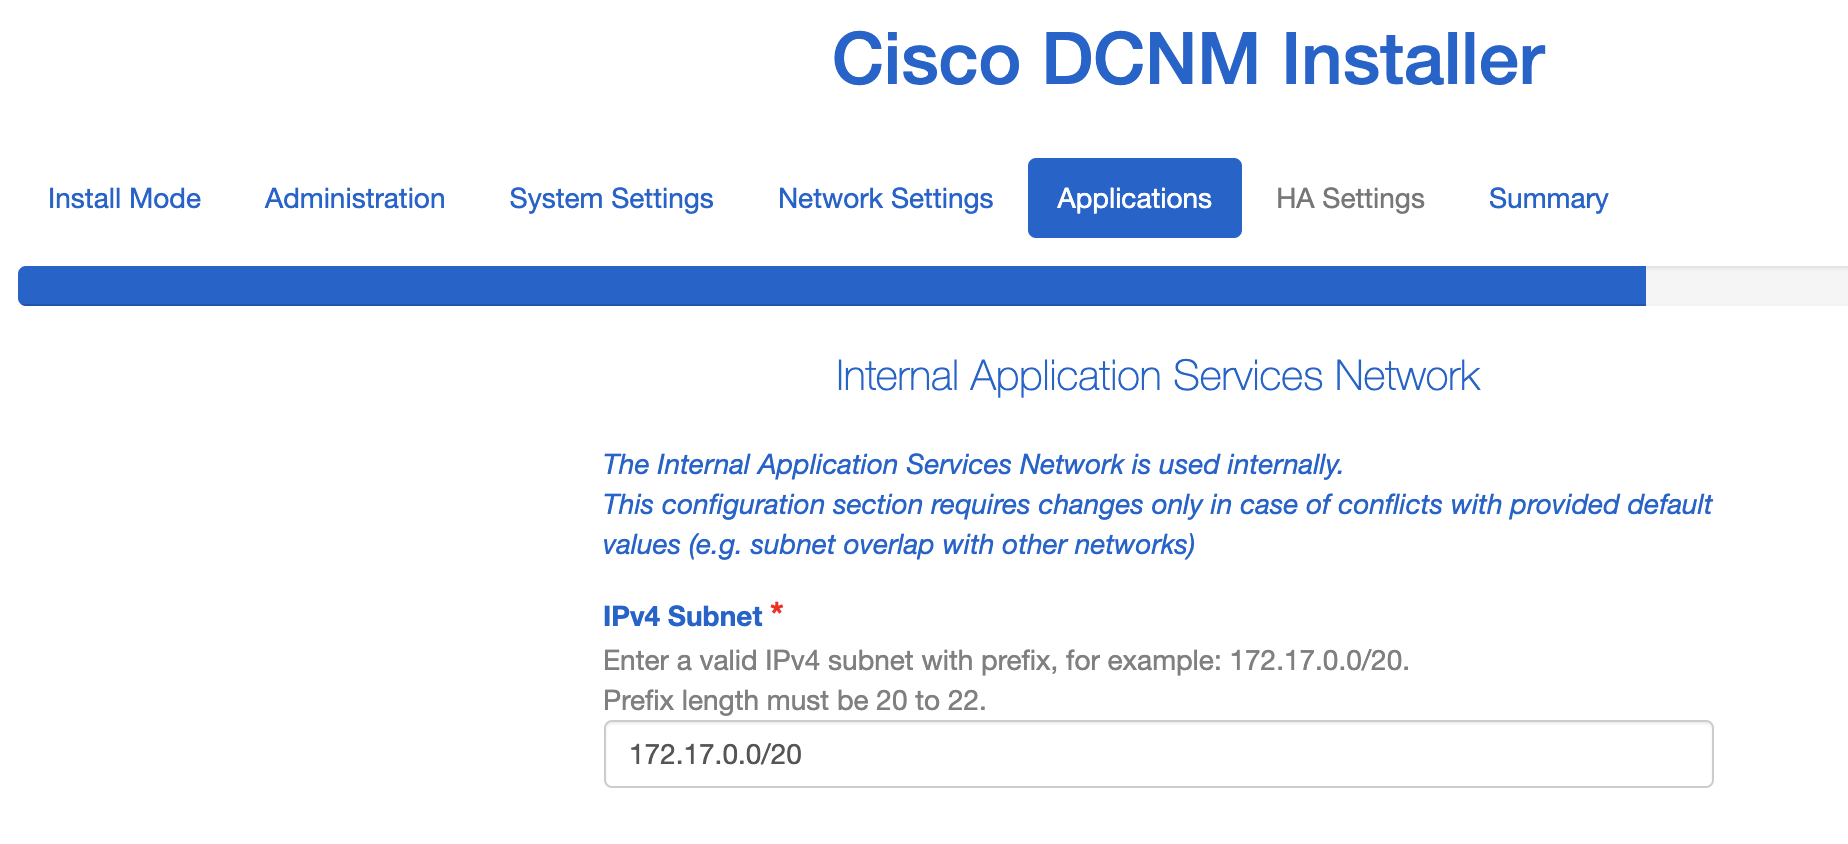 Cisco DCNM Installer
Install Mode Administration System Settings Network Settings Applications HA Settings Summary
Internal Application Services Network
The Internal Application Services Network is used internally.
This configuration section requires changes only in case of conflicts with provided default
values (e.g. subnet overlap with other networks)
IPv4 Subnet *
Enter a valid IPv4 subnet with prefix, for example: 172.17.0.0/20.
Prefix length must be 20 to 22.
172.17.0.0/20